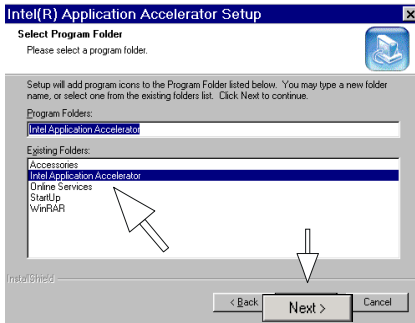 Intel(R) Application Accelerator Setup
Select Program Folder
Please select a program folder.
Setup will add program icons to the Program Folder listed below. You may type a new folder
name, or select one from the existing folders list. Click Next to continue.
Program Folders:
Intel Application Accelerator
Existing Folders:
Accessories
Intel Application Accelerator
Online Services
StartUp
WinRAR
InstallShield
< Back
Next >
Cancel